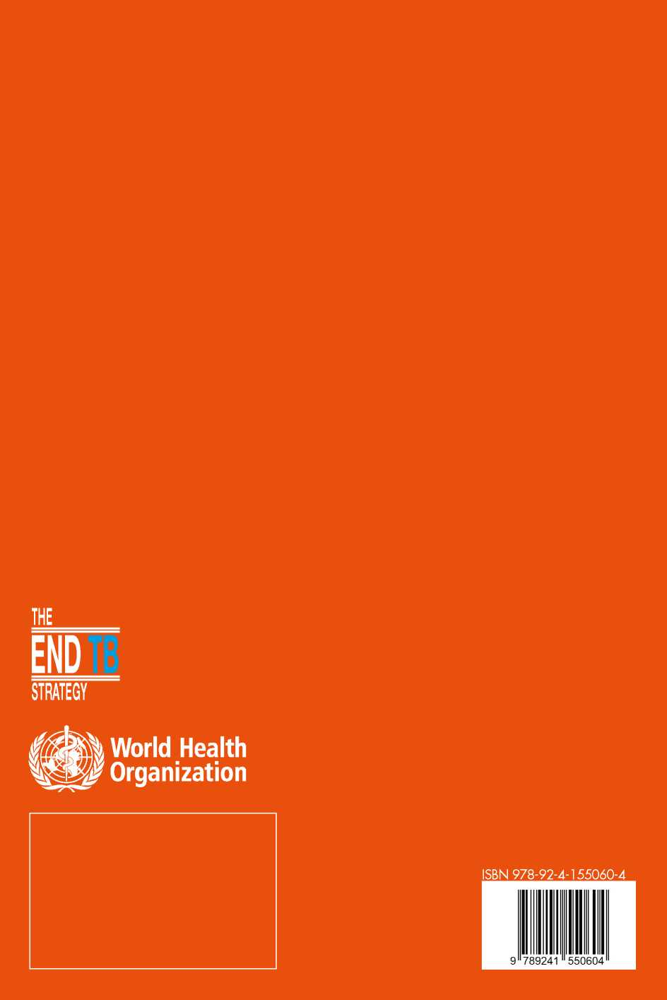 THE
END TB
STRATEGY
World Health
Organization
ISBN 978-92-4-155060-4
9 789241 550604